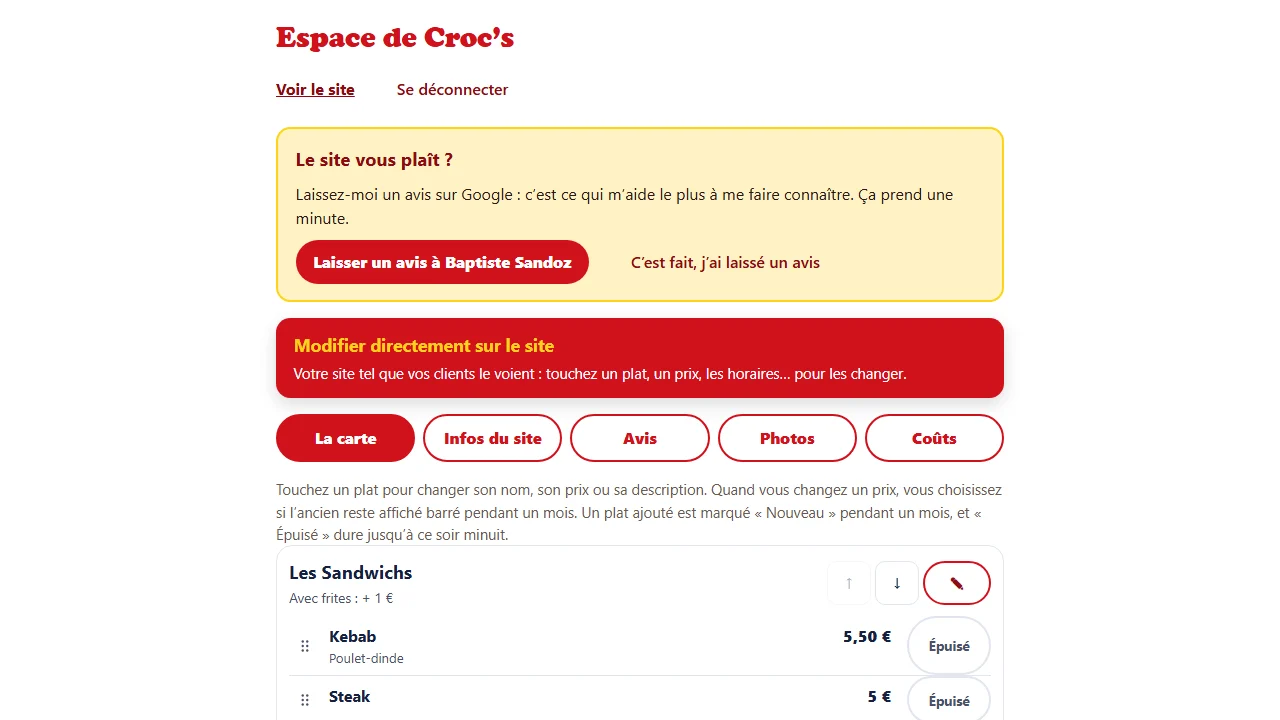 Espace de Croc’s
Voir le site
Se déconnecter
Le site vous plaît ?
Laissez-moi un avis sur Google : c’est ce qui m’aide le plus à me faire connaître. Ça prend une
minute.
Laisser un avis à Baptiste Sandoz
C’est fait, j’ai laissé un avis
Modifier directement sur le site
Votre site tel que vos clients le voient : touchez un plat, un prix, les horaires… pour les changer.
La carte
Infos du site
Avis
Photos
Coûts
Touchez un plat pour changer son nom, son prix ou sa description. Quand vous changez un prix, vous choisissez
si l’ancien reste affiché barré pendant un mois. Un plat ajouté est marqué « Nouveau » pendant un mois, et «
Épuisé » dure jusqu’à ce soir minuit.
Les Sandwichs
Avec frites : + 1 €
↑
↓
Kebab
5,50 €
Épuisé
Poulet-dinde
Steak
5 €
Épuisé